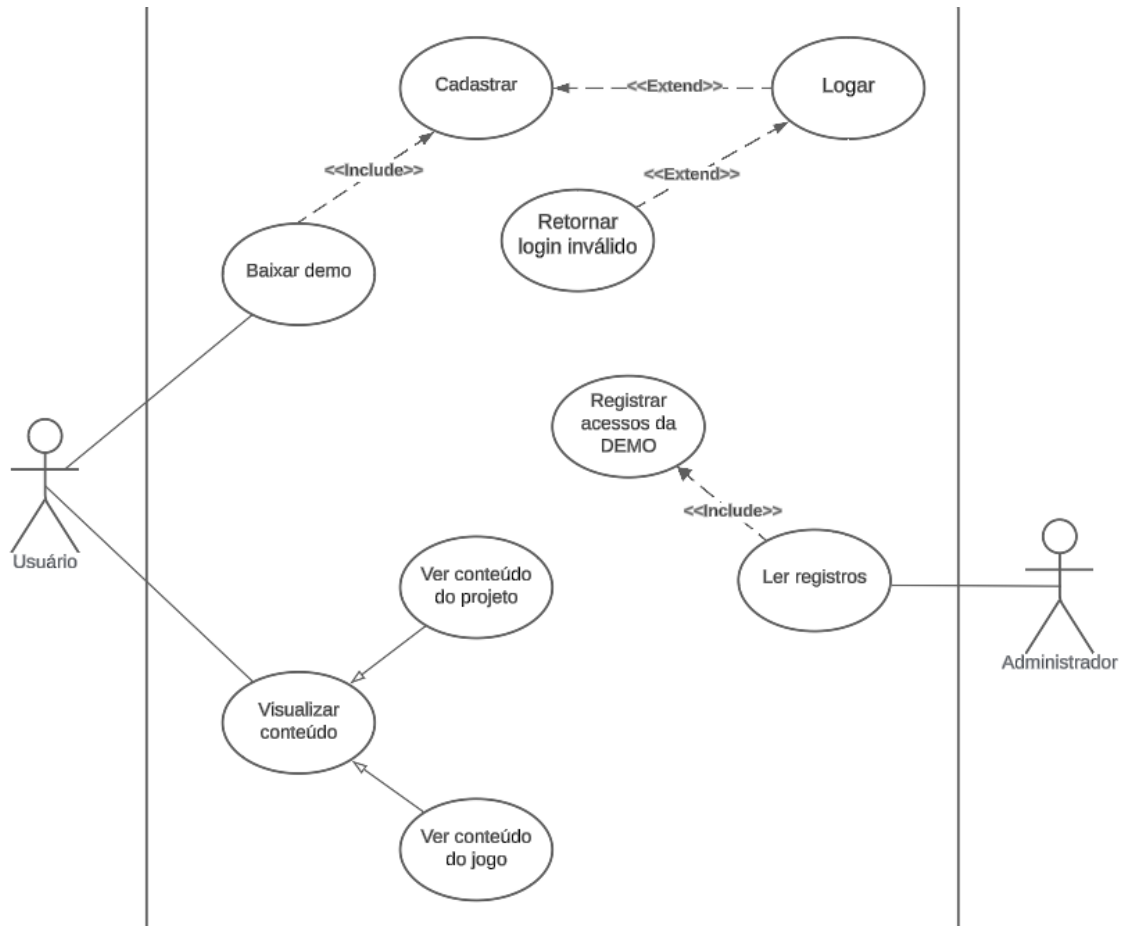 Cadastrar
<<Extend>>
Logar
<<Include>>
<<Extend>>
Retornar
login inválido
Baixar demo
Registrar
acessos da
DEMO
<<Include>>
Usuário
Ver conteúdo
do projeto
Ler registros
Administrador
Visualizar
conteúdo
Ver conteúdo
do jogo